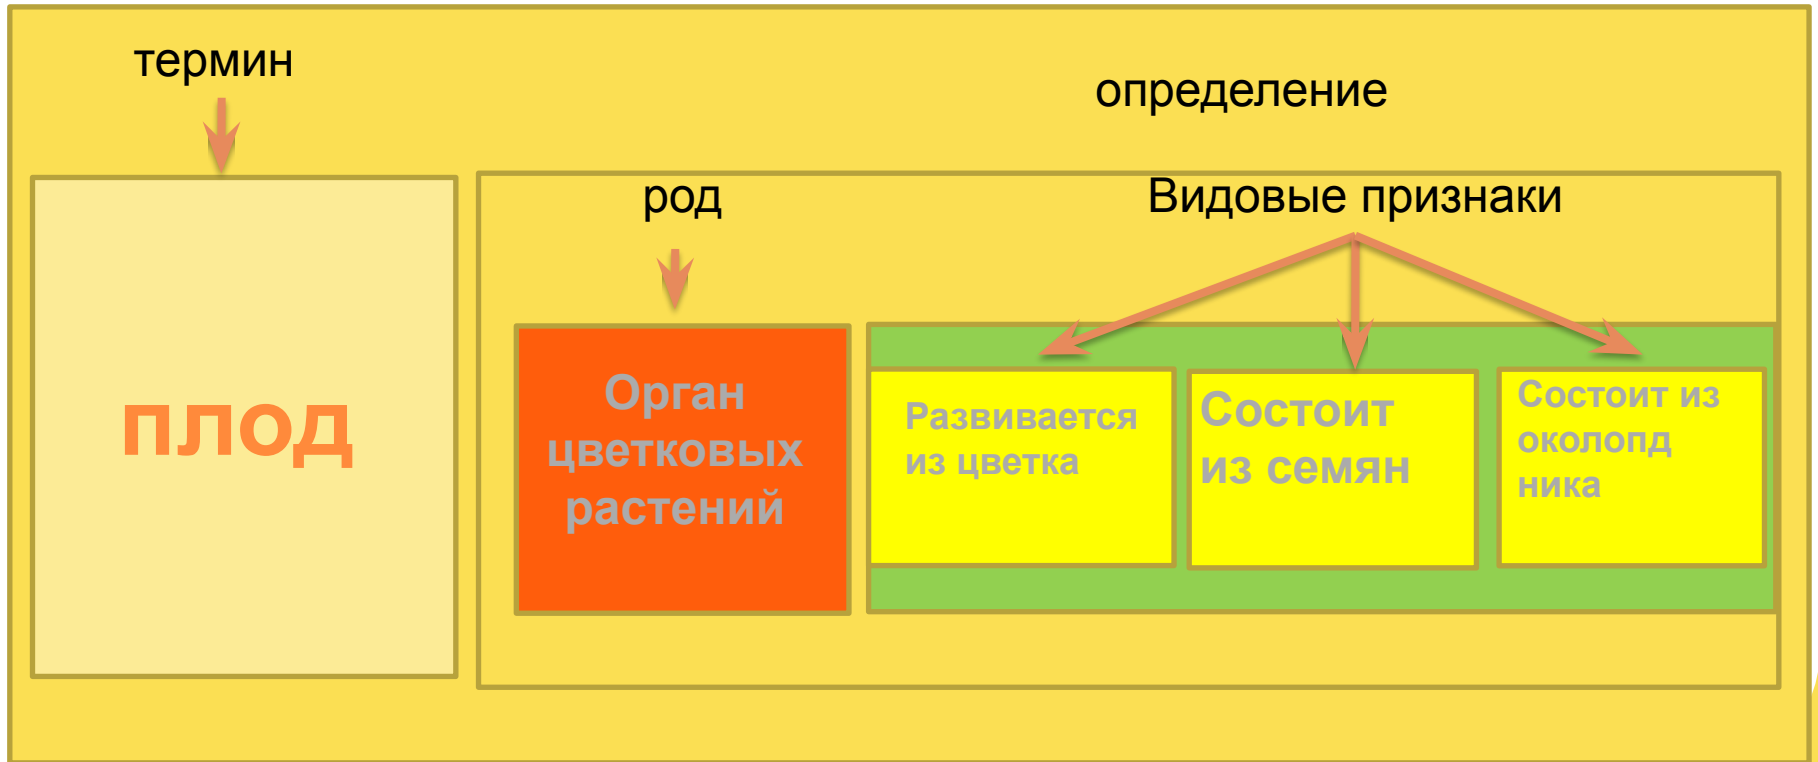 термин
определение
род
Видовые признаки
плод
Орган
цветковых
растений
Развивается
из цветка
Состоит
из семян
Состоит из
околопд
ника